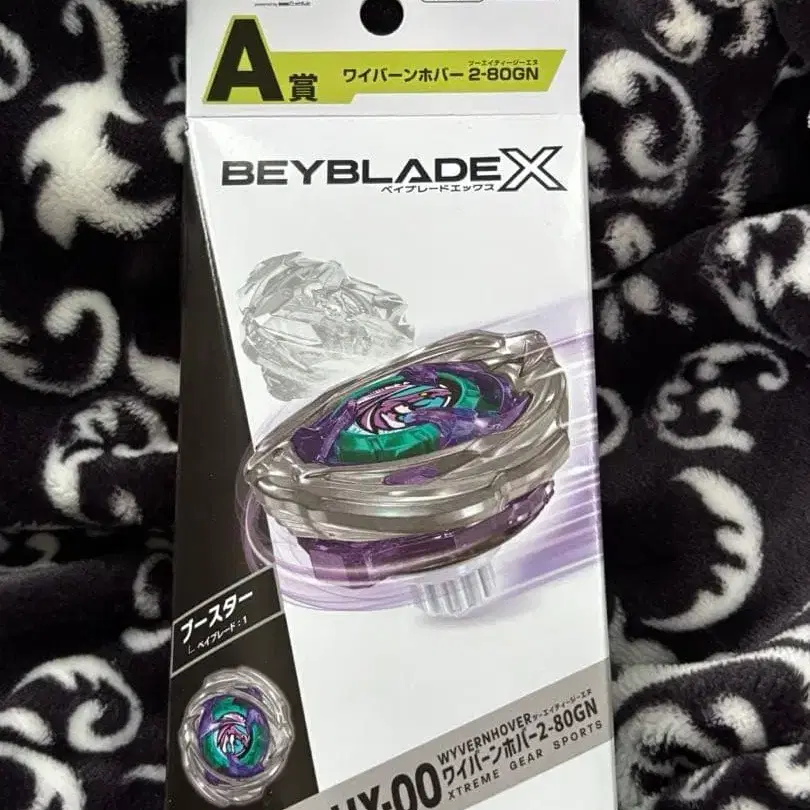 A賞
ツーエイティージーエヌ
ワイバーンホバー 2-80GN
BEYBLADE X
ベイブレードエックス
ブースター
ベイブレード:1
UX-00
WYVERNHOVER ツーエイティージーエヌ
ワイバーンホバー2-80GN
XTREME GEAR SPORTS